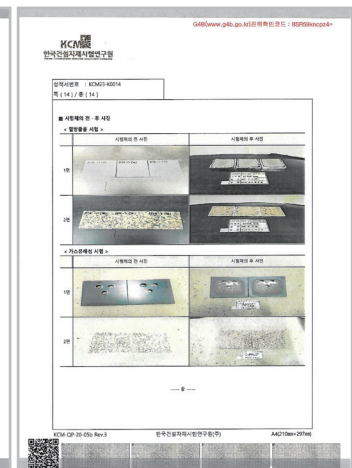 G4B(www.g4b.go.kr)진위확인코드 : 85R5llkncpz4=
KCM
한국건설자재시험연구원
성적서번호 : KCM23-K0014
쪽 ( 14 ) / 총 ( 14 )
■ 시험체의 전 · 후 사진
< 열방출율 시험 >
시험체의 전 사진 시험체의 후 사진
1면
2면
< 가스유해성 시험 >
시험체의 전 사진 시험체의 후 사진
1면
2면
---- 끝 ----
KCM-QP-20-05b Rev.3 한국건설자재시험연구원(주) A4(210mm×297mm)